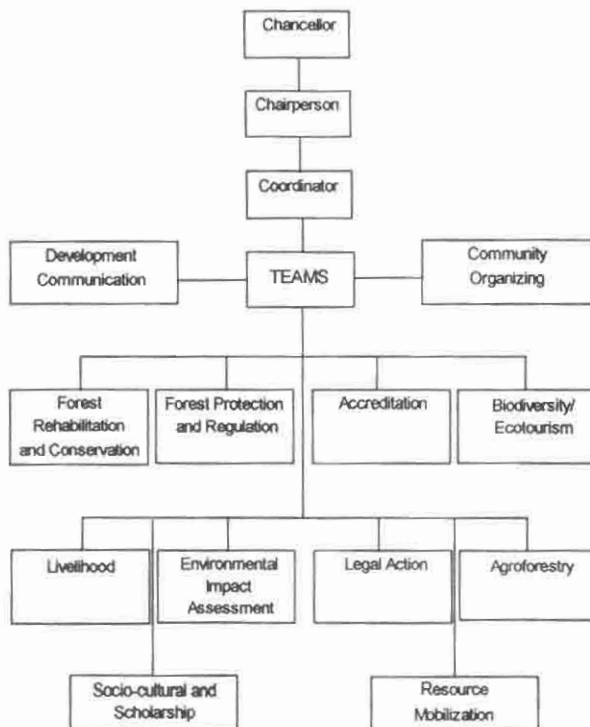 Chancellor
Chairperson
Coordinator
Development
Communication
TEAMS
Community
Organizing
Forest
Rehabilitation
and Conservation
Forest Protection
and Regulation
Accreditation
Biodiversity/
Ecotourism
Livelihood
Environmental
Impact
Assessment
Legal Action
Agroforestry
Socio-cultural and
Scholarship
Resource
Mobilization